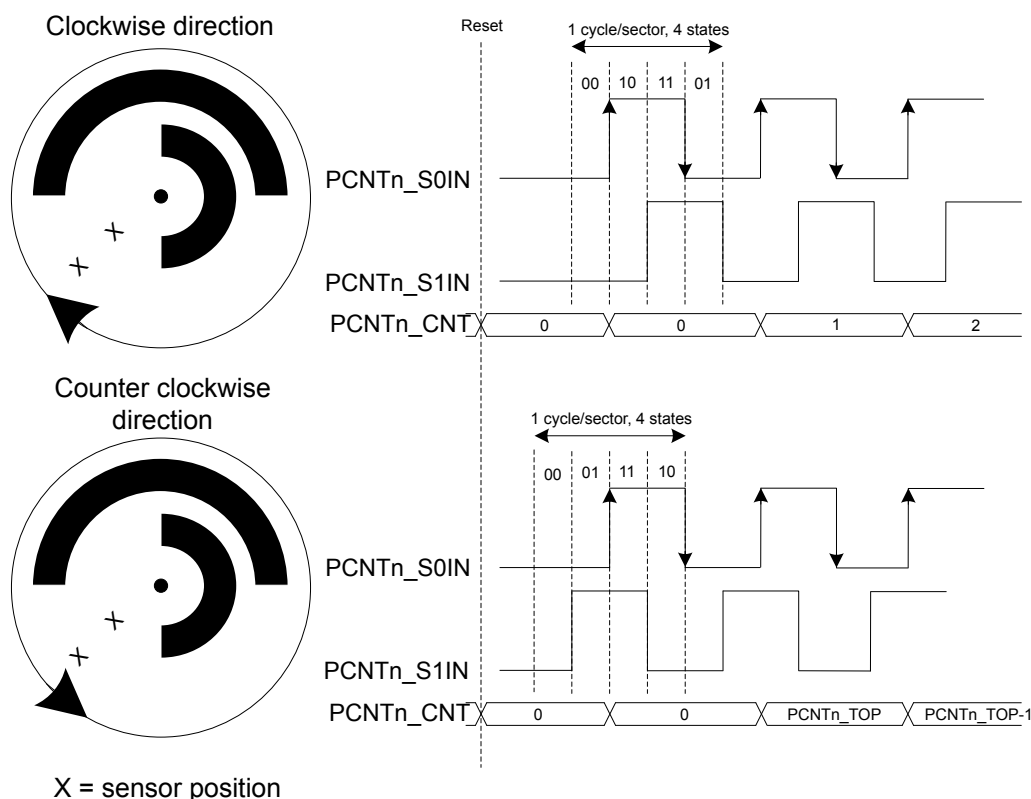 Clockwise direction
Reset
1 cycle/sector, 4 states
00 10 11 01
PCNTn_S0IN
X
X
PCNTn_S1IN
PCNTn_CNT 0 0 1 2
Counter clockwise
direction
1 cycle/sector, 4 states
00 01 11 10
PCNTn_S0IN
X
X
PCNTn_S1IN
PCNTn_CNT 0 0 PCNTn_TOP PCNTn_TOP-1
X = sensor position